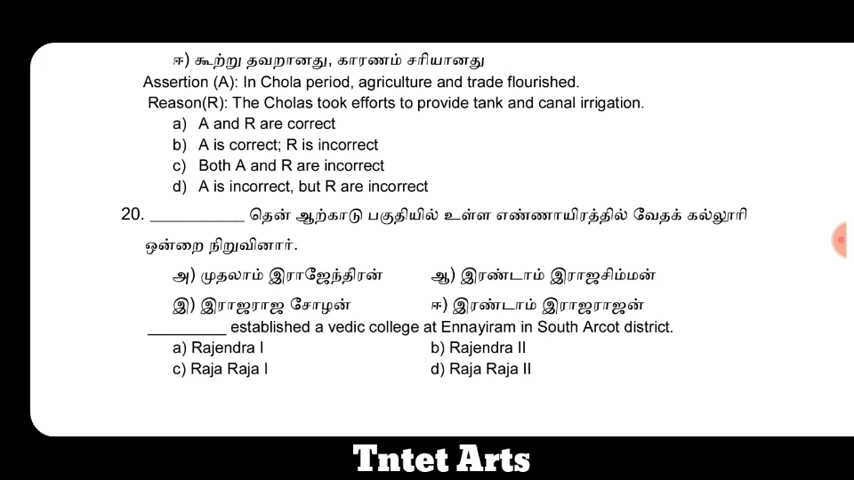 ஈ) கூற்று தவறானது, காரணம் சரியானது
Assertion (A): In Chola period, agriculture and trade flourished.
Reason(R): The Cholas took efforts to provide tank and canal irrigation.
a) A and R are correct
b) A is correct; R is incorrect
c) Both A and R are incorrect
d) A is incorrect, but R are incorrect
20. ____________ தென் ஆற்காடு பகுதியில் உள்ள எண்ணாயிரத்தில் வேதக் கல்லூரி
ஒன்றை நிறுவினார்.
அ) முதலாம் இராஜேந்திரன் ஆ) இரண்டாம் இராஜசிம்மன்
இ) இராஜராஜ சோழன் ஈ) இரண்டாம் இராஜராஜன்
_________ established a vedic college at Ennayiram in South Arcot district.
a) Rajendra I b) Rajendra II
c) Raja Raja I d) Raja Raja II
Tntet Arts